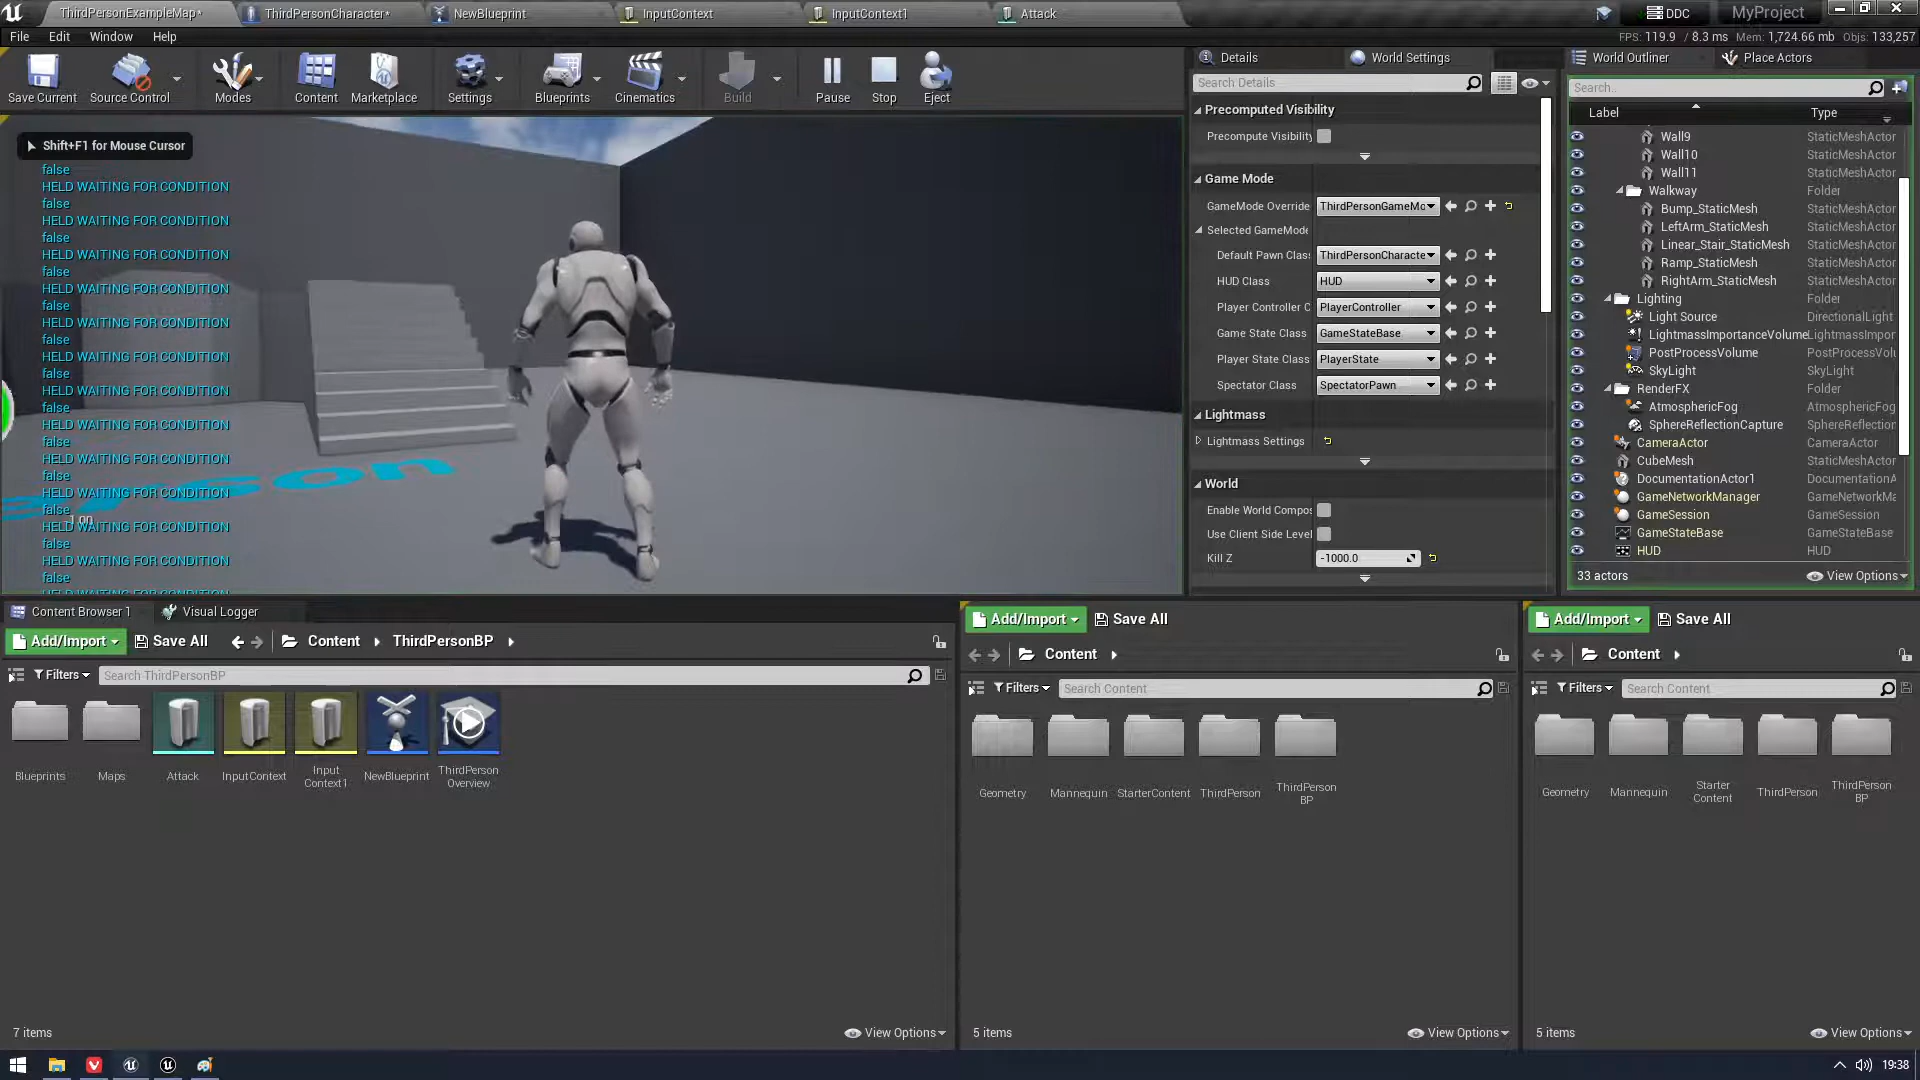 ThirdPersonExampleMap*
ThirdPersonCharacter*
NewBlueprint
InputContext
InputContext1
Attack
DDC
MyProject
File
Edit
Window
Help
FPS: 119.9 / 8.3 ms Mem: 1,724.66 mb Objs: 133,257
Save Current
Source Control
Modes
Content
Marketplace
Settings
Blueprints
Cinematics
Build
Pause
Stop
Eject
Shift+F1 for Mouse Cursor
false
HELD WAITING FOR CONDITION
false
HELD WAITING FOR CONDITION
false
HELD WAITING FOR CONDITION
false
HELD WAITING FOR CONDITION
false
HELD WAITING FOR CONDITION
false
HELD WAITING FOR CONDITION
false
HELD WAITING FOR CONDITION
false
HELD WAITING FOR CONDITION
false
HELD WAITING FOR CONDITION
false
HELD WAITING FOR CONDITION
false
-1.00
HELD WAITING FOR CONDITION
false
HELD WAITING FOR CONDITION
false
HELD WAITING FOR CONDITION
Details
World Settings
Search Details
Precomputed Visibility
Precompute Visibility
Game Mode
GameMode Override
ThirdPersonGameMo
Selected GameMode
Default Pawn Class
ThirdPersonCharacte
HUD Class
HUD
Player Controller C
PlayerController
Game State Class
GameStateBase
Player State Class
PlayerState
Spectator Class
SpectatorPawn
Lightmass
Lightmass Settings
World
Enable World Compos
Use Client Side Level
Kill Z
-1000.0
World Outliner
Place Actors
Search..
Label
Type
Wall9 StaticMeshActor
Wall10 StaticMeshActor
Wall11 StaticMeshActor
Walkway Folder
Bump_StaticMesh StaticMeshActor
LeftArm_StaticMesh StaticMeshActor
Linear_Stair_StaticMesh StaticMeshActor
Ramp_StaticMesh StaticMeshActor
RightArm_StaticMesh StaticMeshActor
Lighting Folder
Light Source DirectionalLight
LightmassImportanceVolume LightmassImpor
PostProcessVolume PostProcessVolu
SkyLight SkyLight
RenderFX Folder
AtmosphericFog AtmosphericFog
SphereReflectionCapture SphereReflection
CameraActor CameraActor
CubeMesh StaticMeshActor
DocumentationActor1 DocumentationA
GameNetworkManager GameNetworkMa
GameSession GameSession
GameStateBase GameStateBase
HUD HUD
33 actors
View Options
Content Browser 1
Visual Logger
Add/Import
Save All
Content
ThirdPersonBP
Filters
Search ThirdPersonBP
Blueprints
Maps
Attack
InputContext
Input
Context1
NewBlueprint
ThirdPerson
Overview
7 items
View Options
Add/Import
Save All
Content
Filters
Search Content
Geometry
Mannequin
StarterContent
ThirdPerson
ThirdPerson
BP
5 items
View Options
Add/Import
Save All
Content
Filters
Search Content
Geometry
Mannequin
Starter
Content
ThirdPerson
ThirdPerson
BP
5 items
View Options
19:38